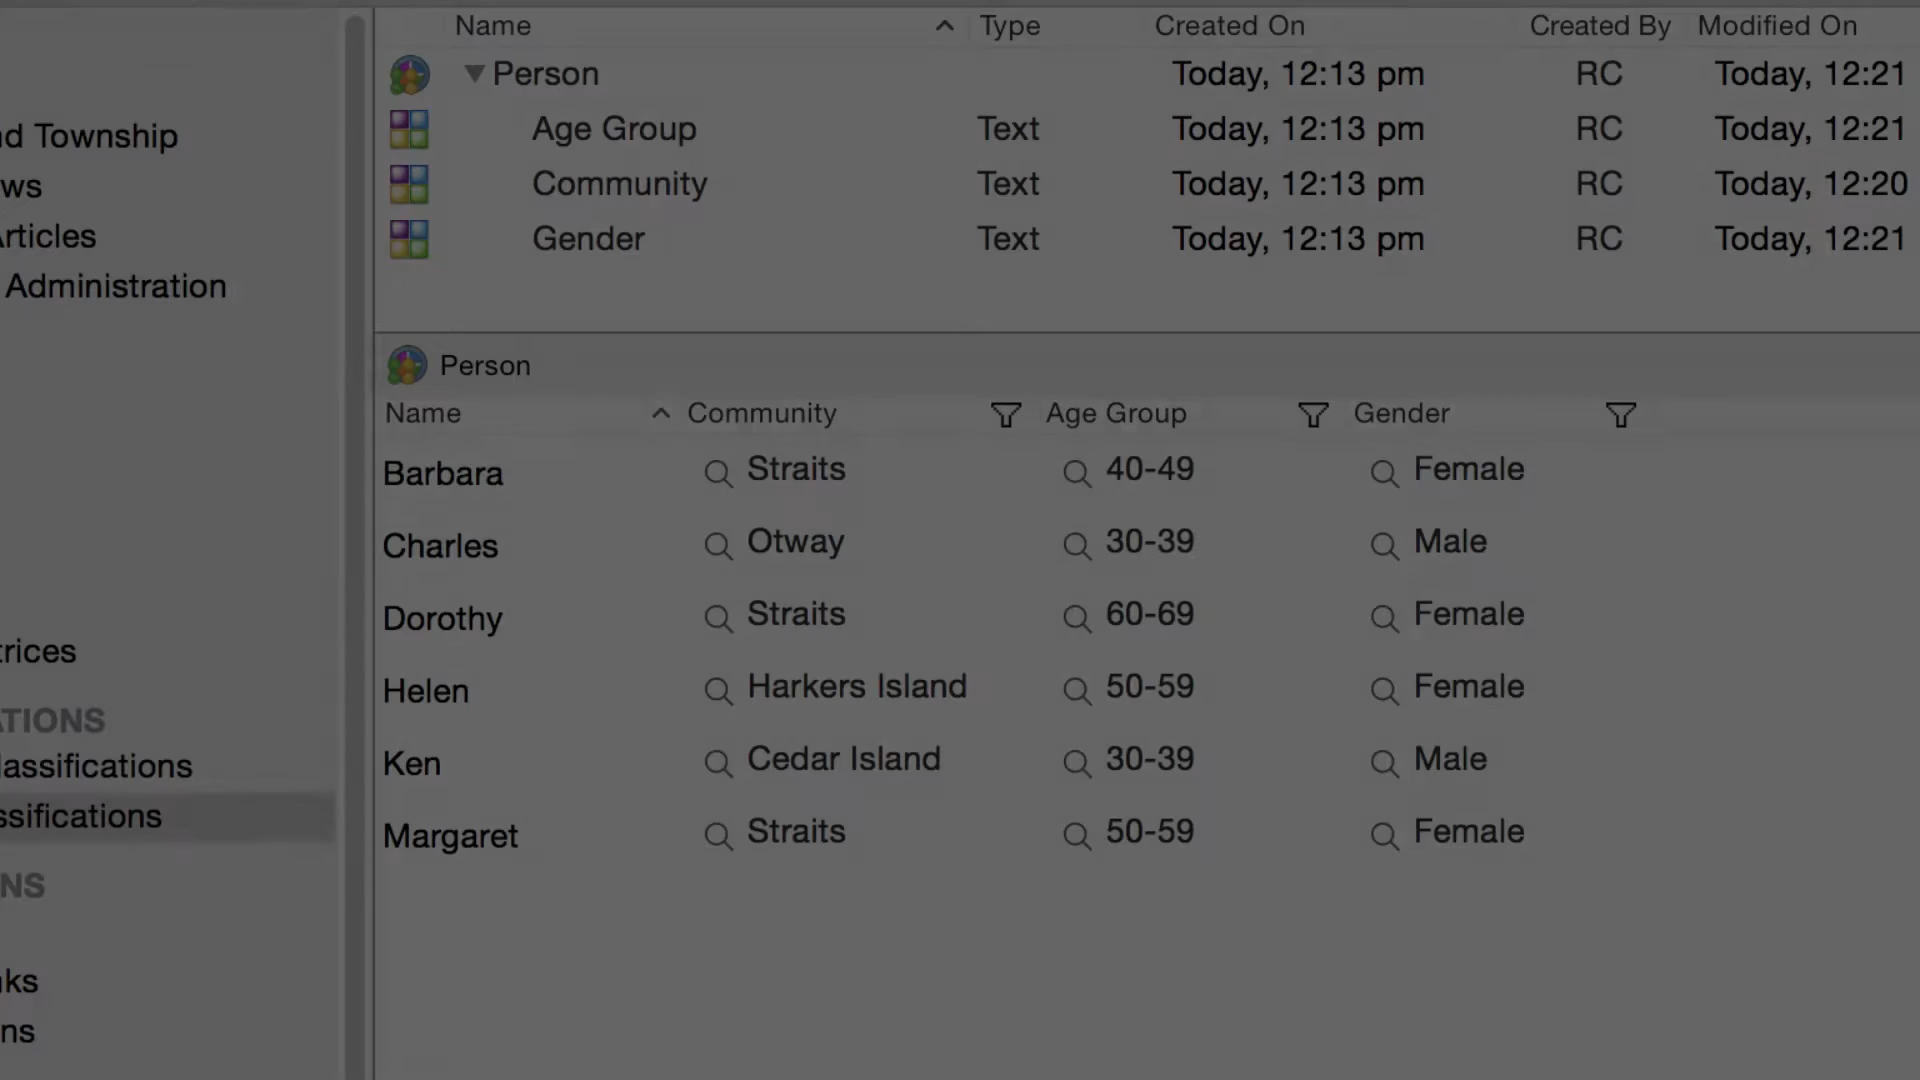 Name Type Created On Created By Modified On
Person Today, 12:13 pm RC Today, 12:21
Age Group Text Today, 12:13 pm RC Today, 12:21
Community Text Today, 12:13 pm RC Today, 12:20
Gender Text Today, 12:13 pm RC Today, 12:21
nd Township
ws
Articles
Administration
trices
ATIONS
lassifications
ssifications
NS
ks
ns
Person
Name Community Age Group Gender
Barbara Straits 40-49 Female
Charles Otway 30-39 Male
Dorothy Straits 60-69 Female
Helen Harkers Island 50-59 Female
Ken Cedar Island 30-39 Male
Margaret Straits 50-59 Female